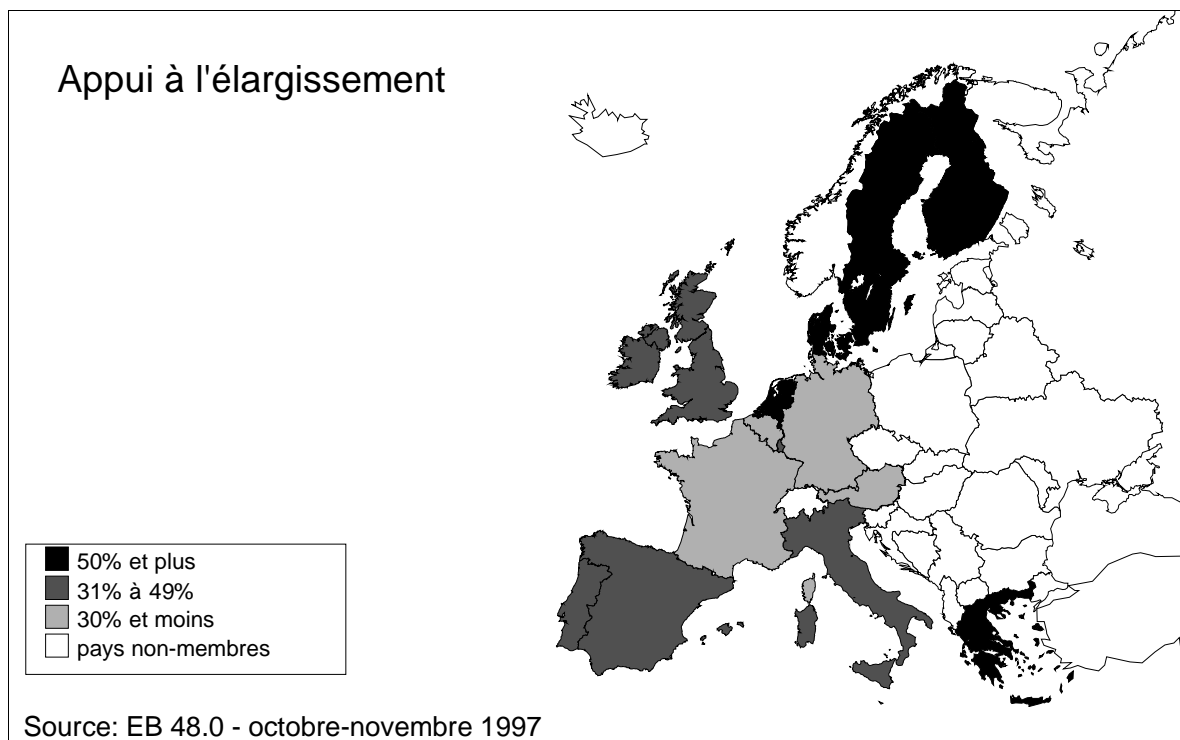 Appui à l'élargissement
50% et plus
31% à 49%
30% et moins
pays non-membres
Source: EB 48.0 - octobre-novembre 1997